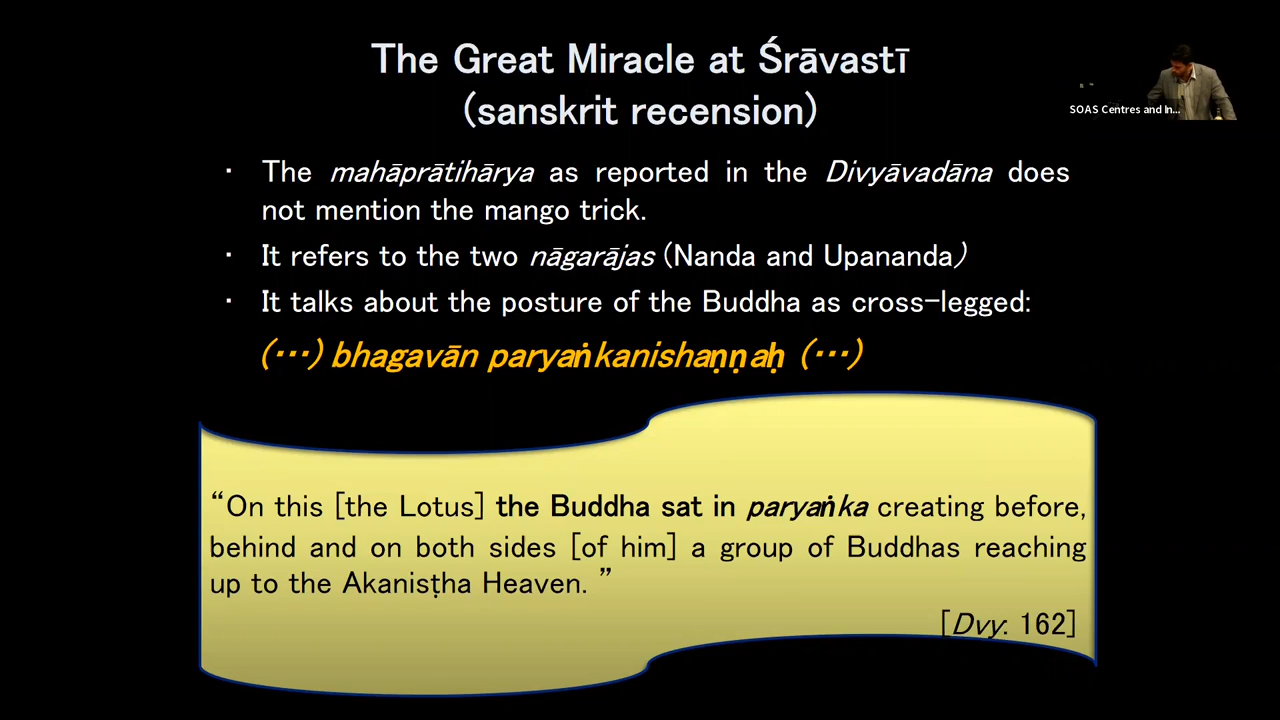 The Great Miracle at Śrāvastī
(sanskrit recension)
SOAS Centres and In...
· The mahāprātihārya as reported in the Divyāvadāna does
not mention the mango trick.
· It refers to the two nāgarājas (Nanda and Upananda)
· It talks about the posture of the Buddha as cross-legged:
(···) bhagavān paryaṅkanishaṇṇaḥ (···)
“On this [the Lotus] the Buddha sat in paryaṅka creating before,
behind and on both sides [of him] a group of Buddhas reaching
up to the Akanisṭha Heaven. ”
[Dvy: 162]